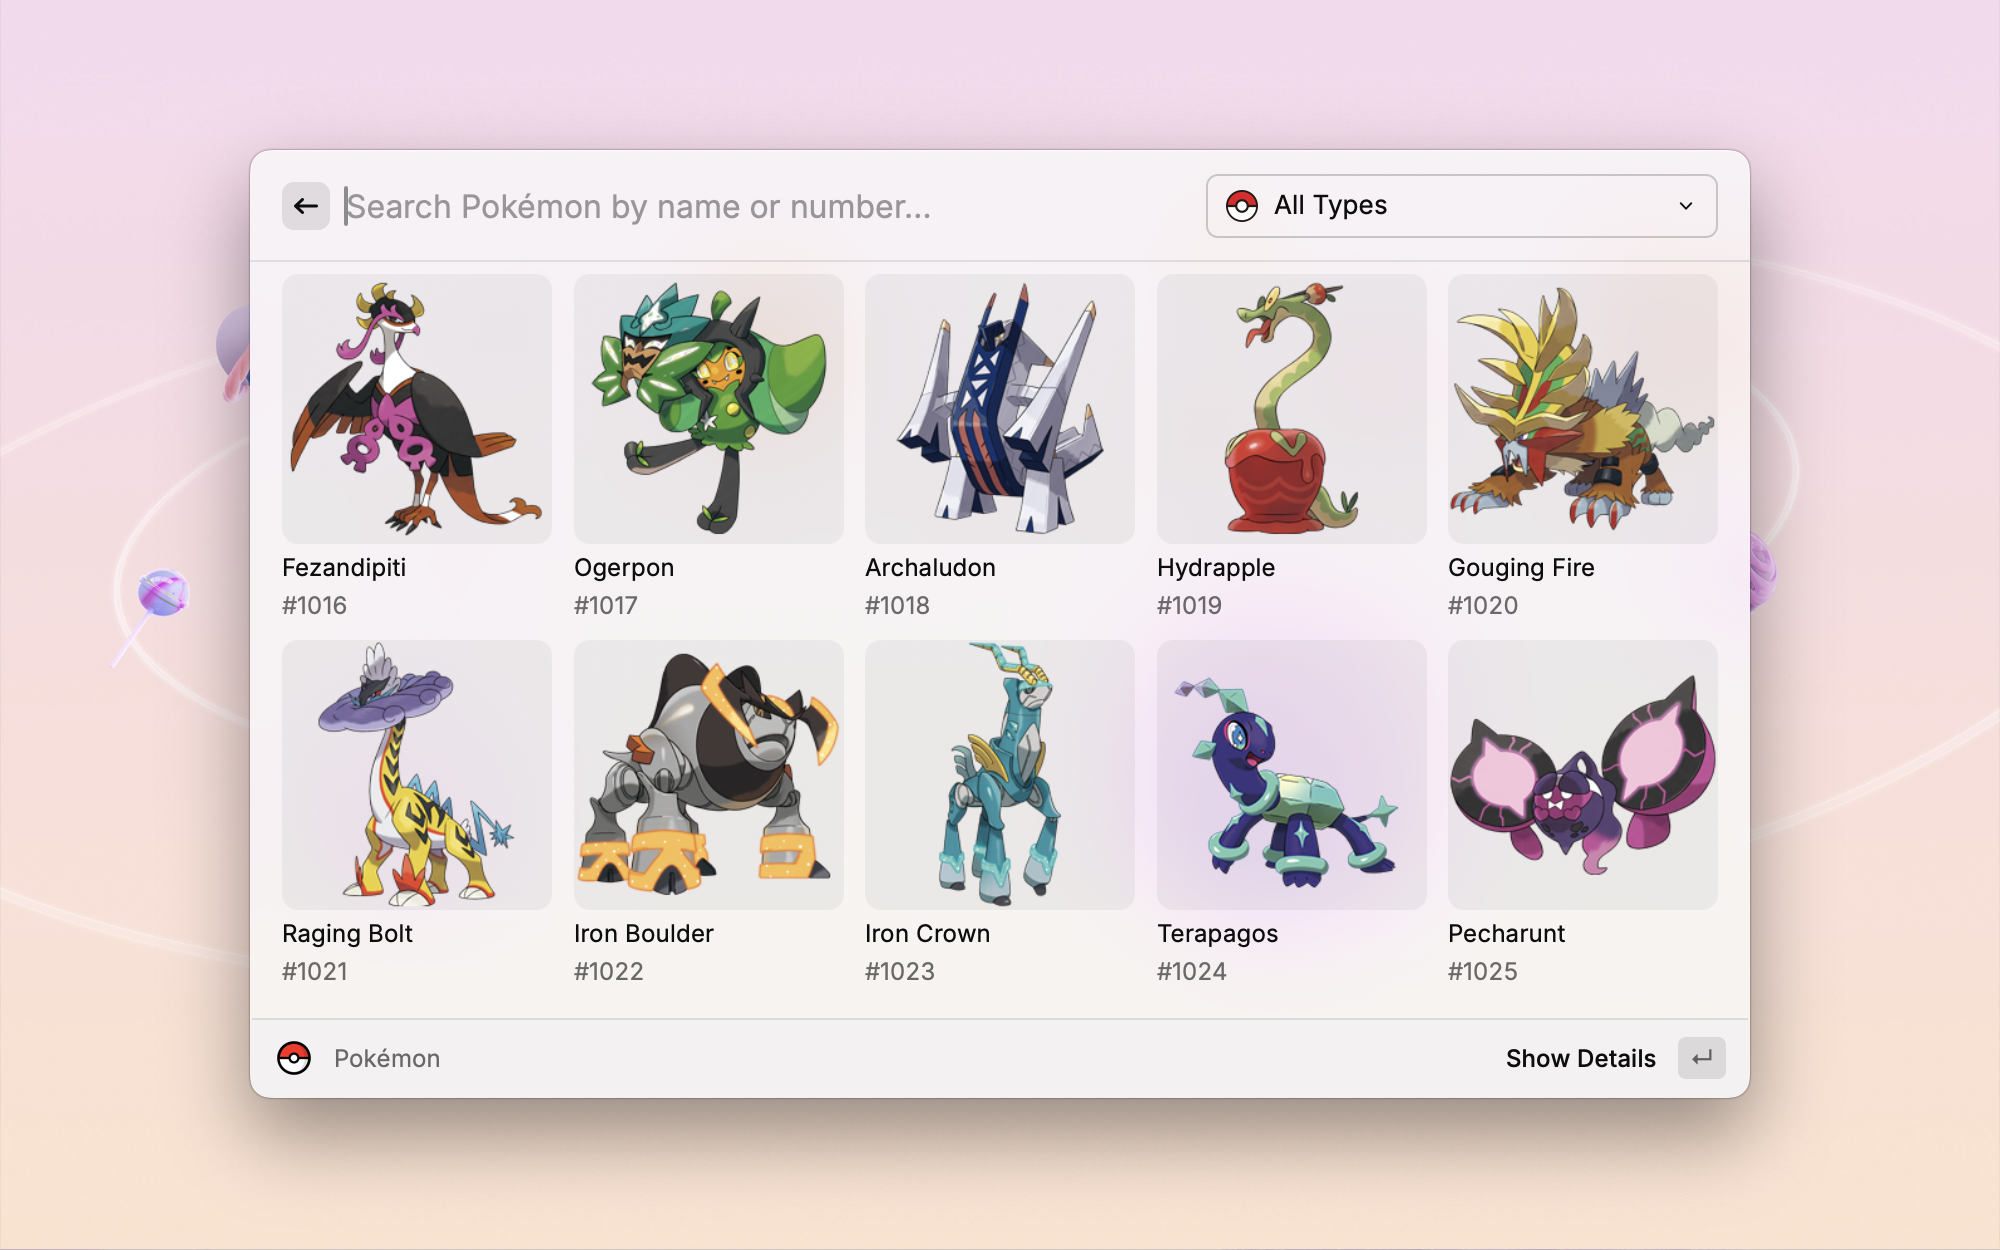 Search Pokémon by name or number...
All Types
Fezandipiti
#1016
Ogerpon
#1017
Archaludon
#1018
Hydrapple
#1019
Gouging Fire
#1020
Raging Bolt
#1021
Iron Boulder
#1022
Iron Crown
#1023
Terapagos
#1024
Pecharunt
#1025
Pokémon
Show Details